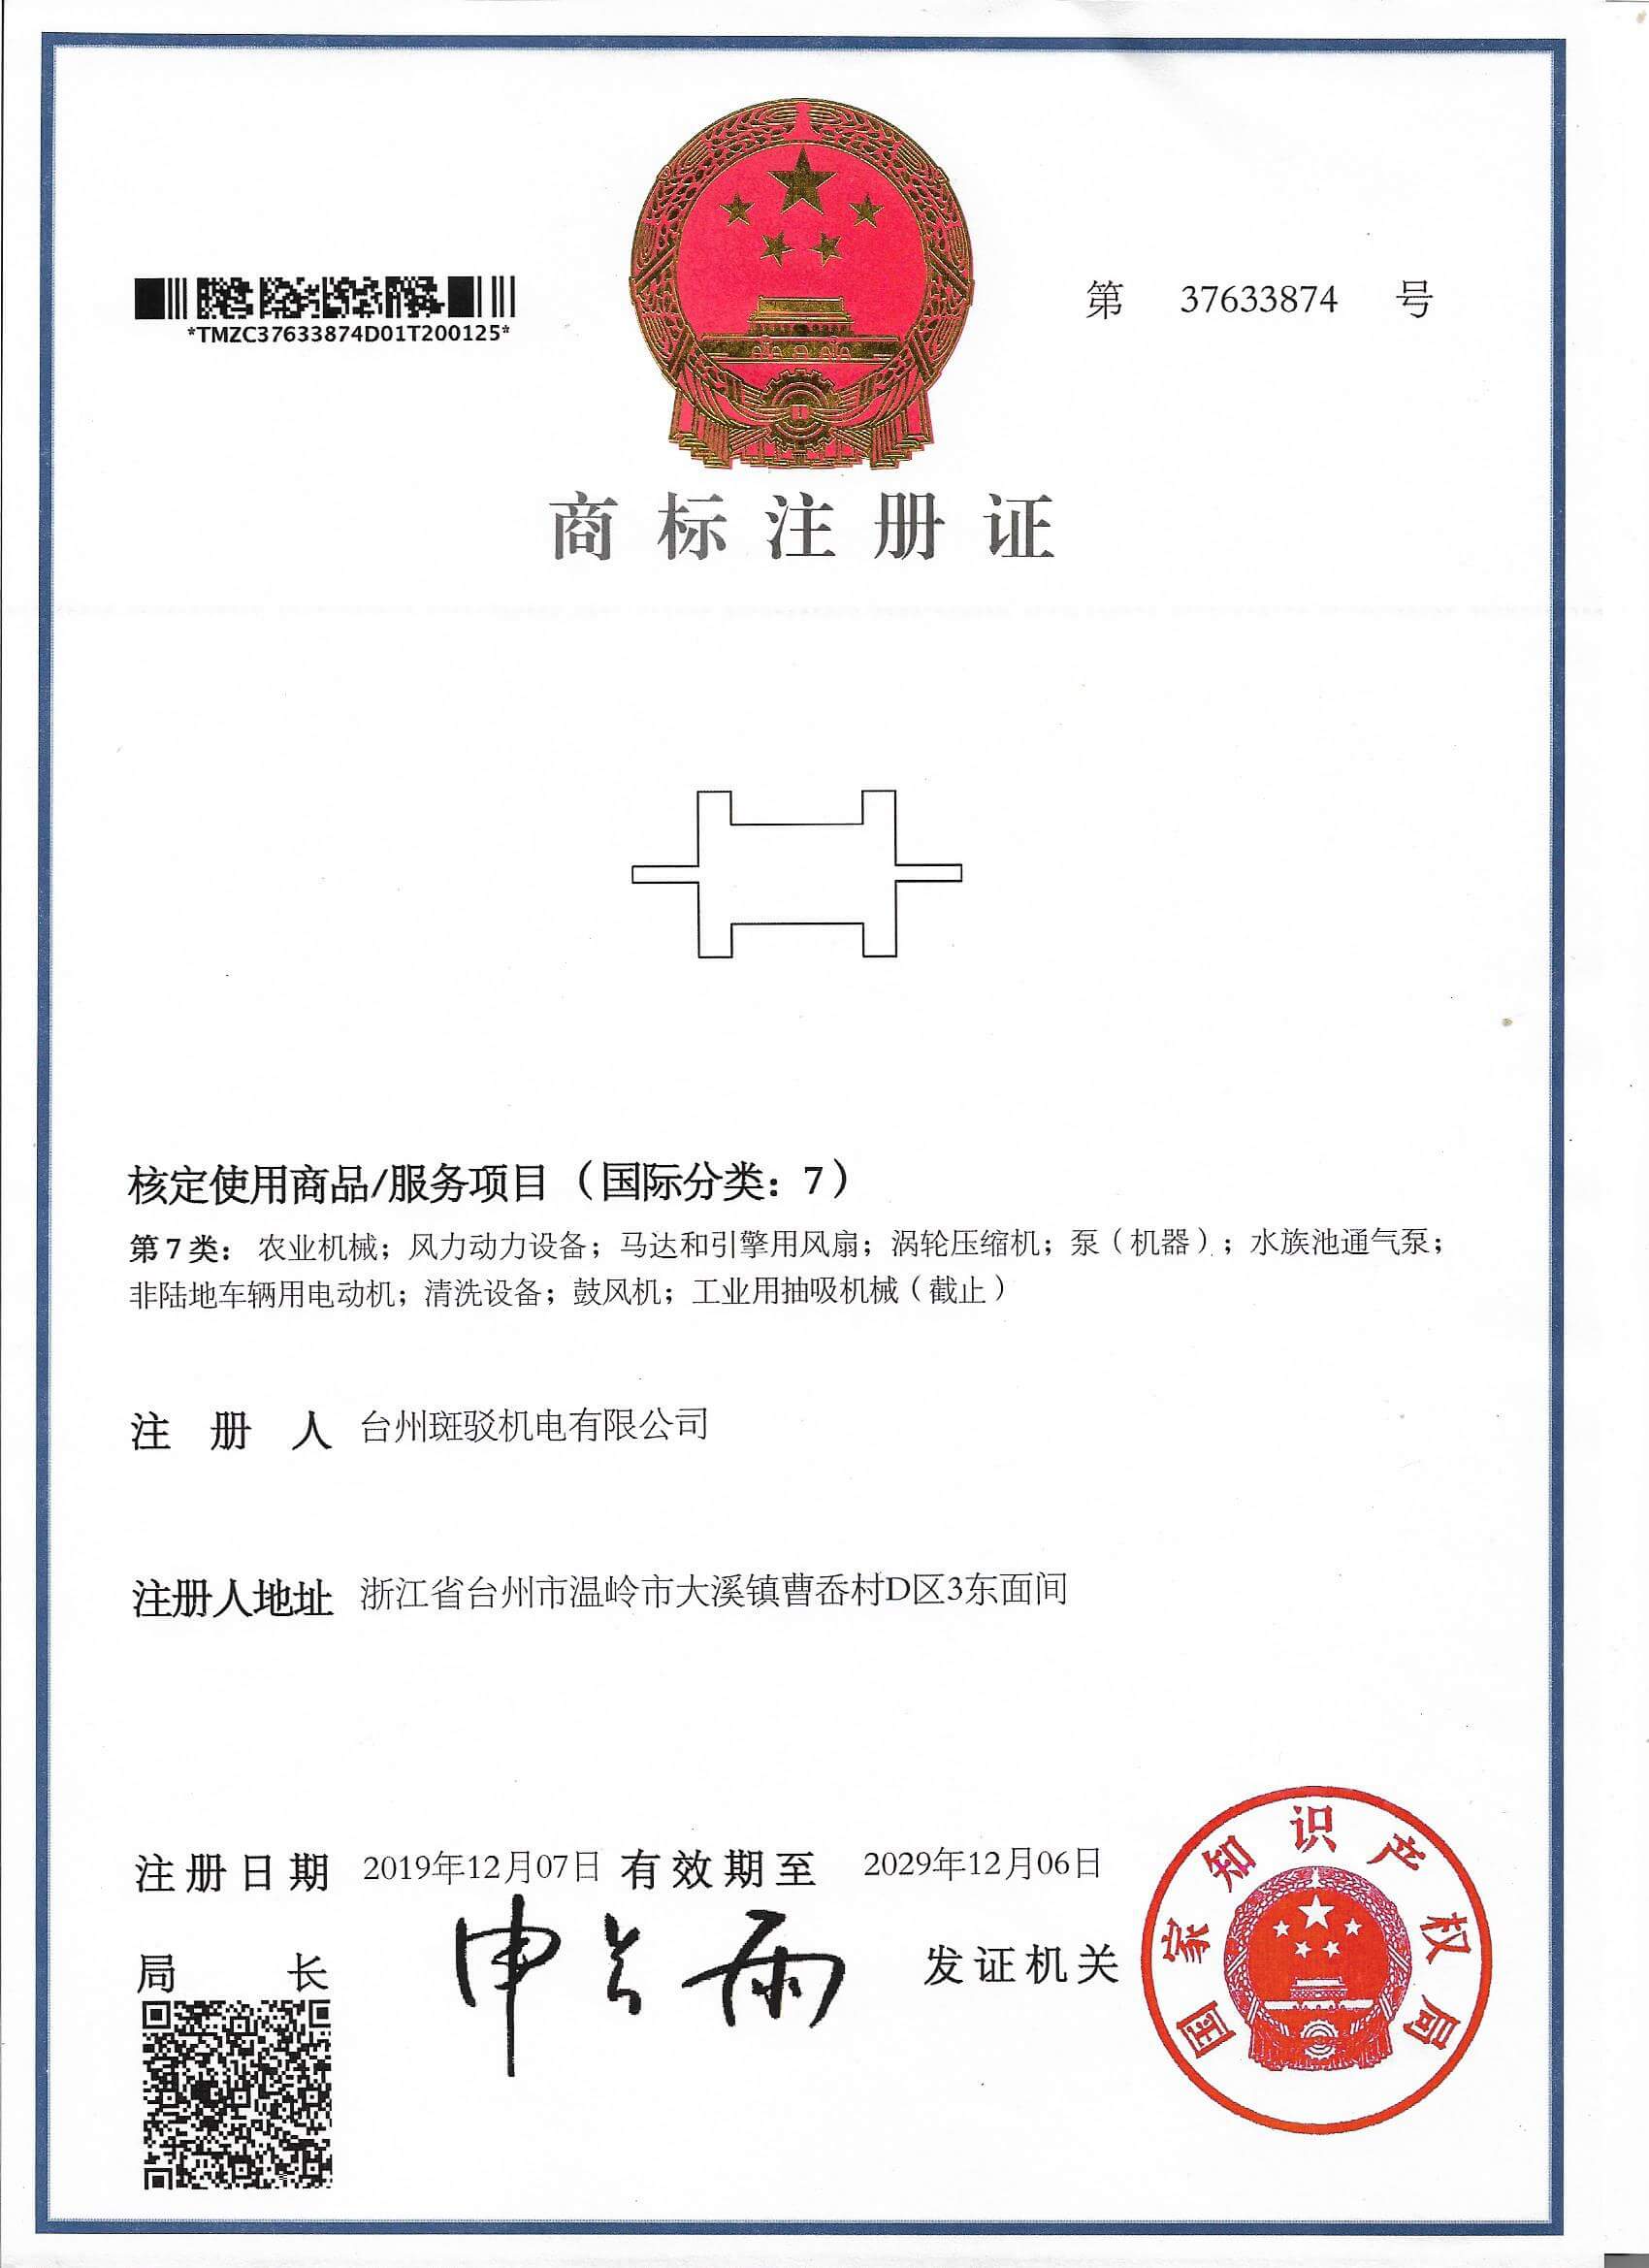 *TMZC37633874D01T200125*
第 37633874 号
商标注册证
核定使用商品/服务项目（国际分类：7）
第7类：农业机械；风力动力设备；马达和引擎用风扇；涡轮压缩机；泵（机器）；水族池通气泵；
非陆地车辆用电动机；清洗设备；鼓风机；工业用抽吸机械（截止）
注册人 台州斑驳机电有限公司
注册人地址 浙江省台州市温岭市大溪镇曹岙村D区3东面间
注册日期 2019年12月07日 有效期至 2029年12月06日
局长 申长雨 发证机关
国家知识产权局